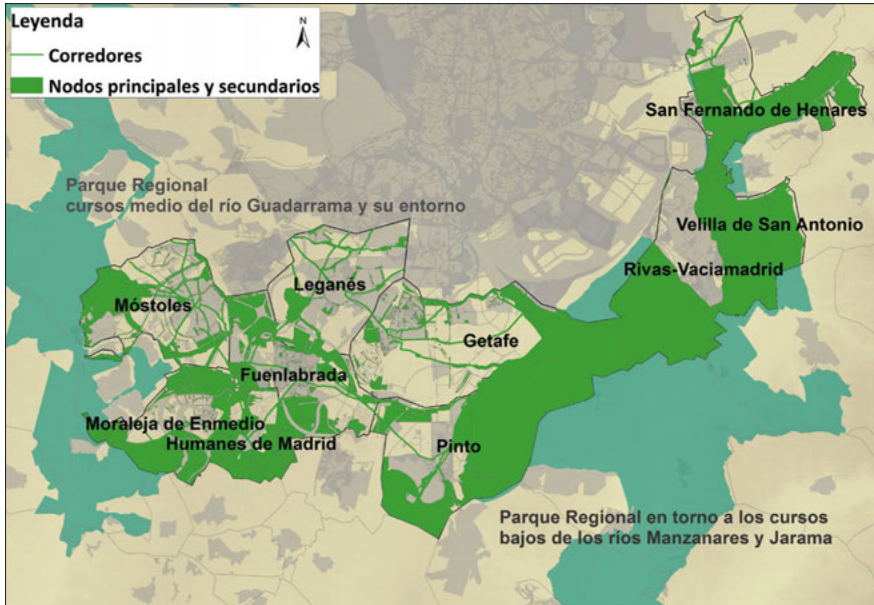 Leyenda
N
Corredores
Nodos principales y secundarios
San Fernando de Henares
Parque Regional
cursos medio del río Guadarrama y su entorno
Velilla de San Antonio
Rivas-Vaciamadrid
Leganés
Móstoles
Getafe
Fuenlabrada
Moraleja de Enmedio
Humanes de Madrid
Pinto
Parque Regional en torno a los cursos
bajos de los ríos Manzanares y Jarama